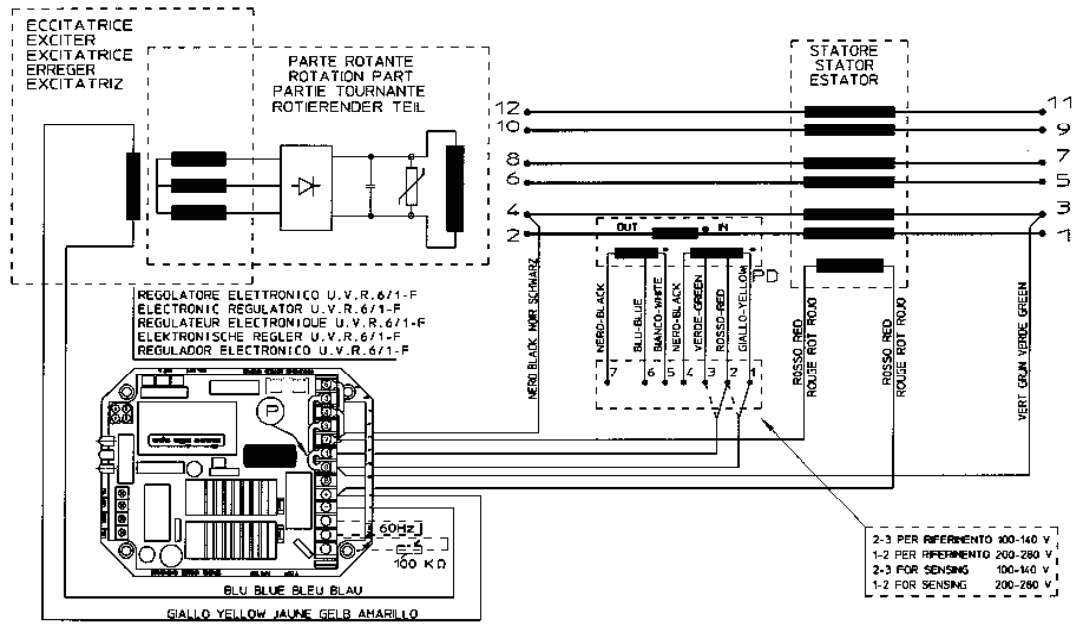 ECCITATRICE
EXCITER
EXCITATRICE
ERREGER
EXCITATRIZ
PARTE ROTANTE
ROTATION PART
PARTIE TOURNANTE
ROTIERENDER TEIL
STATORE
STATOR
ESTATOR
12
11
10
9
8
7
6
5
4
3
2
1
OUT
IN
PD
NERO BLACK NOIR SCHWARZ
NERO-BLACK
BLU-BLUE
BIANCO-WHITE
NERO-BLACK
VERDE-GREEN
ROSSO-RED
GIALLO-YELLOW
7 6 5 4 3 2 1
ROSSO RED
ROUGE ROT ROJO
ROSSO RED
ROUGE ROT ROJO
VERT GRUN VERDE GREEN
REGOLATORE ELETTRONICO U.V.R.6/1-F
ELECTRONIC REGULATOR U.V.R.6/1-F
REGULATEUR ELECTRONIQUE U.V.R.6/1-F
ELEKTRONISCHE REGLER U.V.R.6/1-F
REGULADOR ELECTRONICO U.V.R.6/1-F
P
60Hz
100 KΩ
BLU BLUE BLEU BLAU
GIALLO YELLOW JAUNE GELB AMARILLO
2-3 PER RIFERIMENTO 100-140 V
1-2 PER RIFERIMENTO 200-280 V
2-3 FOR SENSING 100-140 V
1-2 FOR SENSING 200-280 V